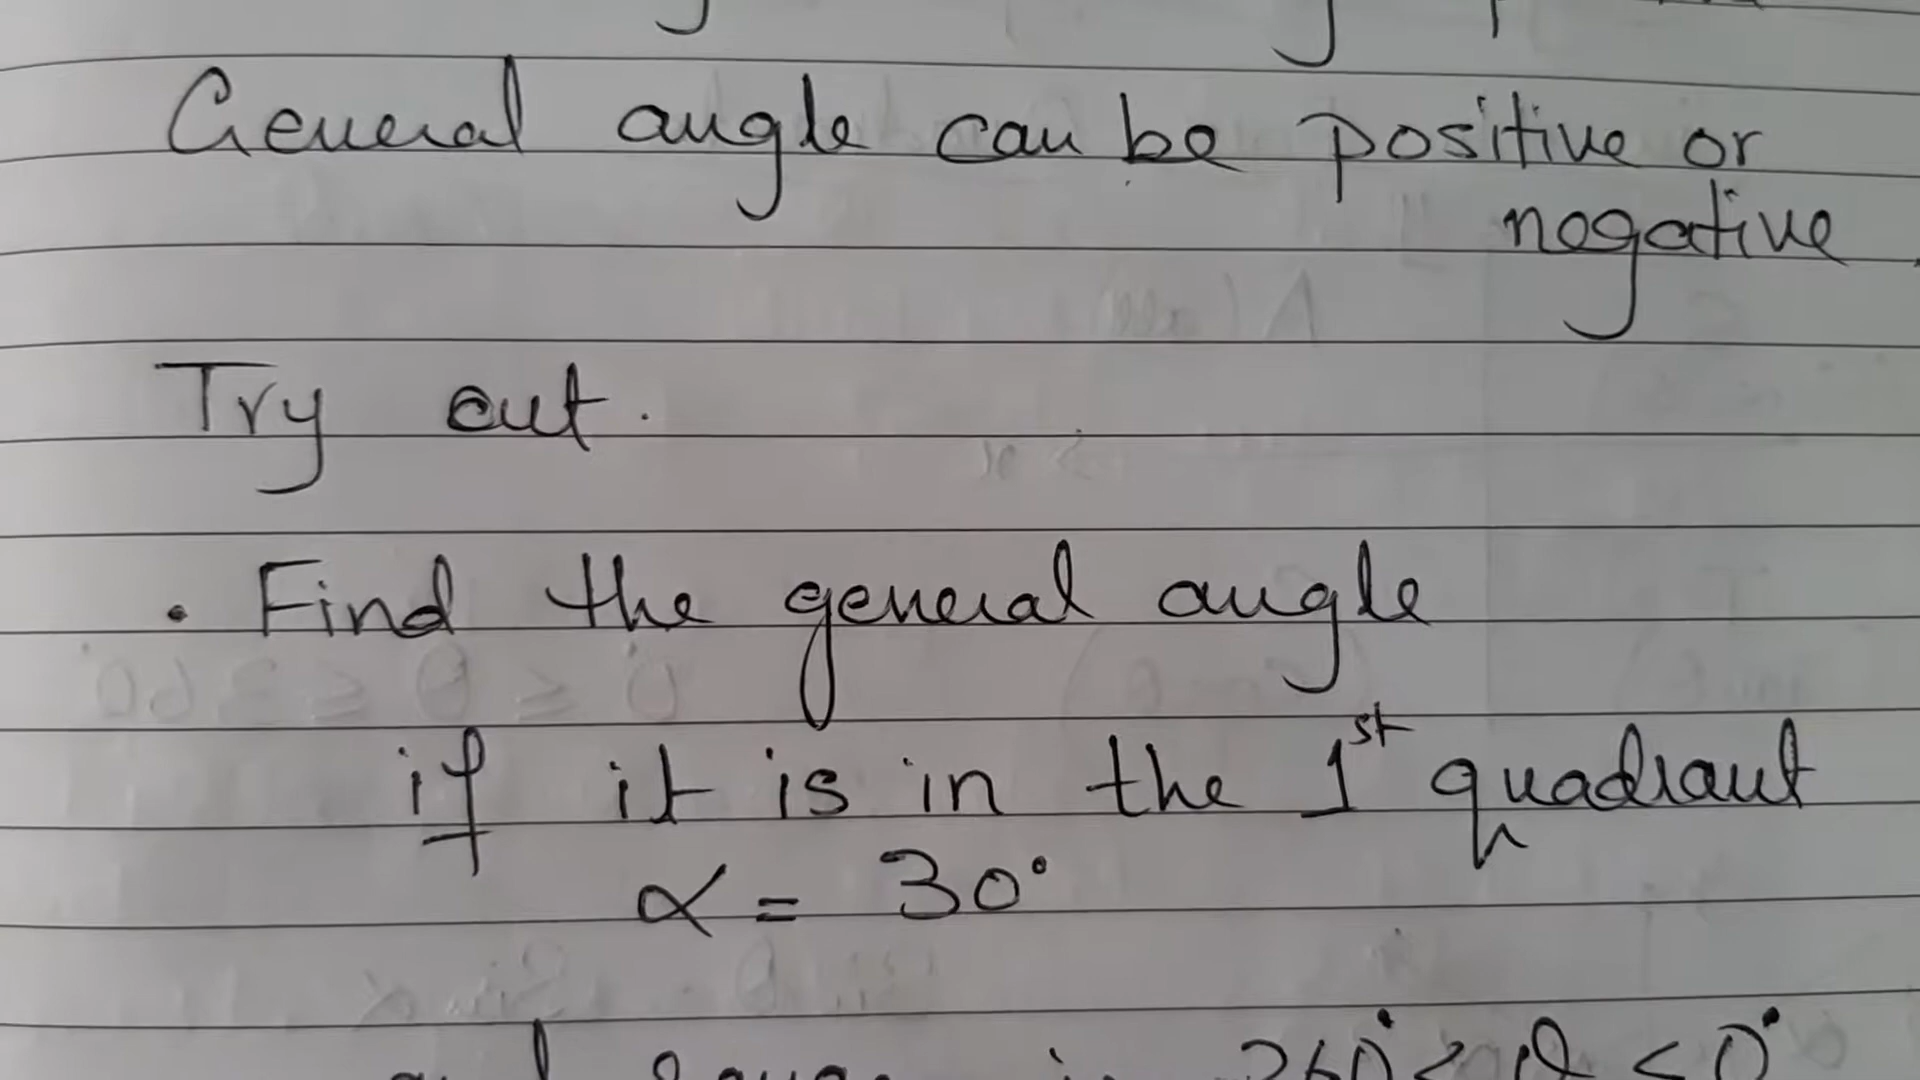 General angle can be positive or
negative.
Try out.
• Find the general angle
if it is in the 1st quadrant
α = 30°